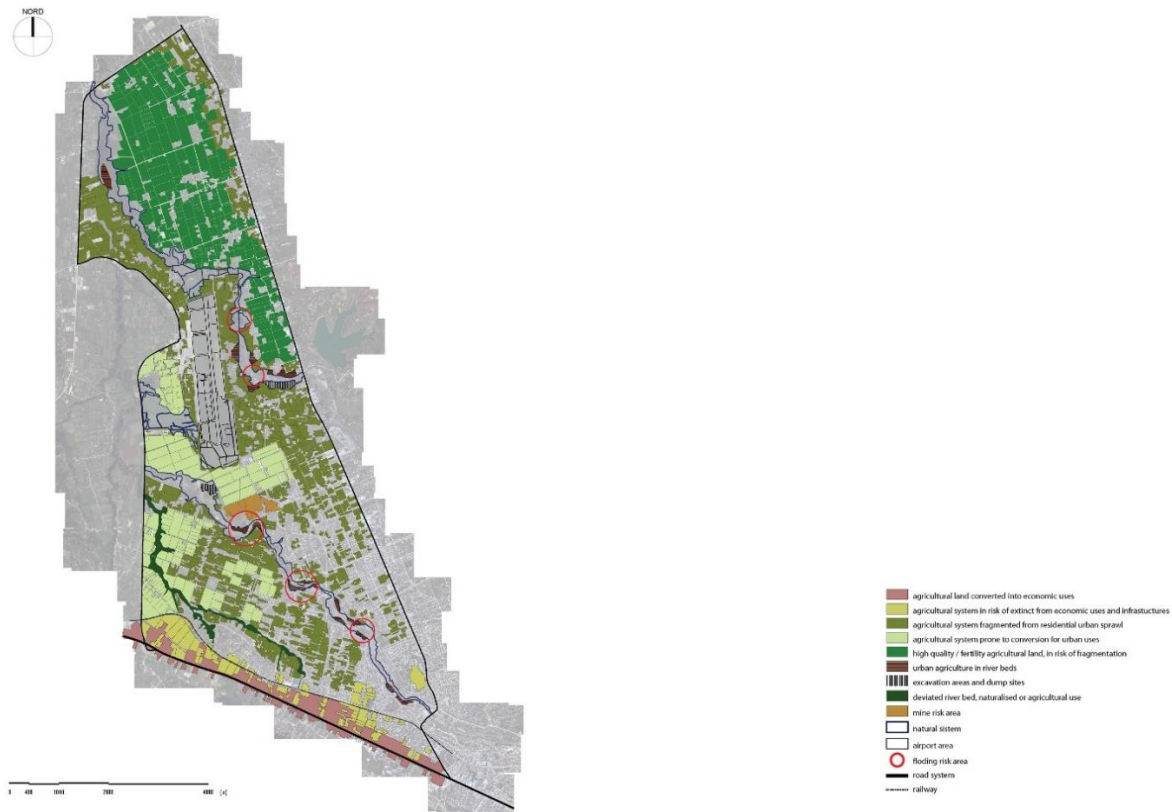 NORD
agricultural land converted into economic uses
agricultural system in risk of extinct from economic uses and infrastuctures
agricultural system fragmented from residential urban sprawl
agricultural system prone to conversion for urban uses
high quality / fertility agricultural land, in risk of fragmentation
urban agriculture in river beds
excavation areas and dump sites
deviated river bed, naturalised or agricultural use
mine risk area
natural sistem
airport area
floding risk area
road system
railway
0